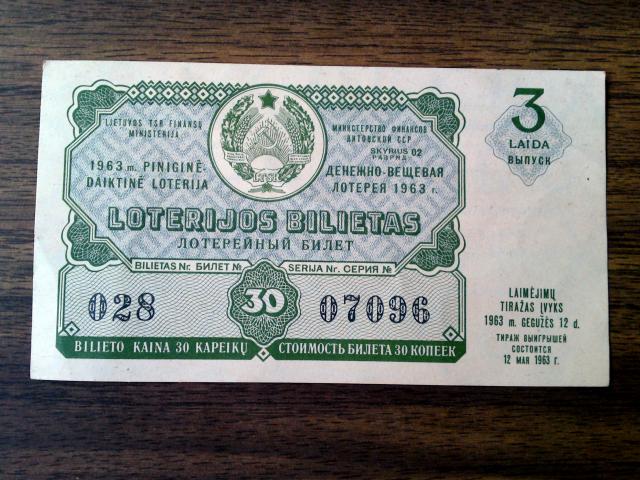 LIETUVOS TSR FINANSŲ
MINISTERIJA
МИНИСТЕРСТВО ФИНАНСОВ
ЛИТОВСКОЙ ССР
SKYRIUS 02
РАЗРЯД
1963 m. PINIGINĖ-
DAIKTINĖ LOTERIJA
ДЕНЕЖНО-ВЕЩЕВАЯ
ЛОТЕРЕЯ 1963 г.
LTSR
LOTERIJOS BILIETAS
ЛОТЕРЕЙНЫЙ БИЛЕТ
BILIETAS Nr. БИЛЕТ №
SERIJA Nr. СЕРИЯ №
028
30
07096
BILIETO KAINA 30 KAPEIKŲ
СТОИМОСТЬ БИЛЕТА 30 КОПЕЕК
3
LAIDA
ВЫПУСК
LAIMĖJIMŲ
TIRAŽAS ĮVYKS
1963 m. GEGUŽĖS 12 d.
ТИРАЖ ВЫИГРЫШЕЙ
СОСТОИТСЯ
12 МАЯ 1963 г.